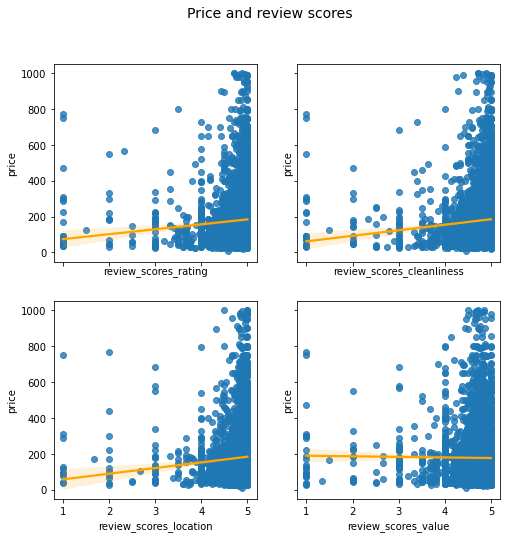 Price and review scores
1000
800
600
400
200
0
price
review_scores_rating
price
review_scores_cleanliness
1000
800
600
400
200
0
price
1
2
3
4
5
review_scores_location
price
1
2
3
4
5
review_scores_value